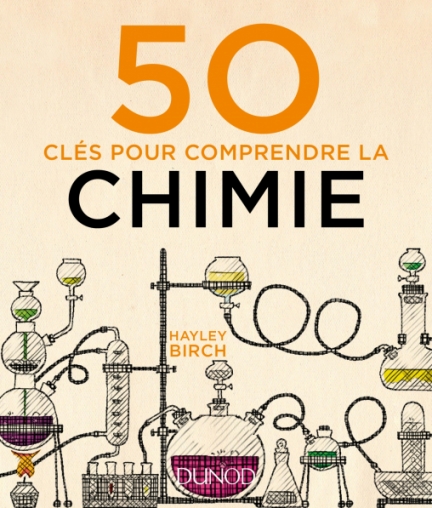 50
CLÉS POUR COMPRENDRE LA
CHIMIE
HAYLEY
BIRCH
DUNOD